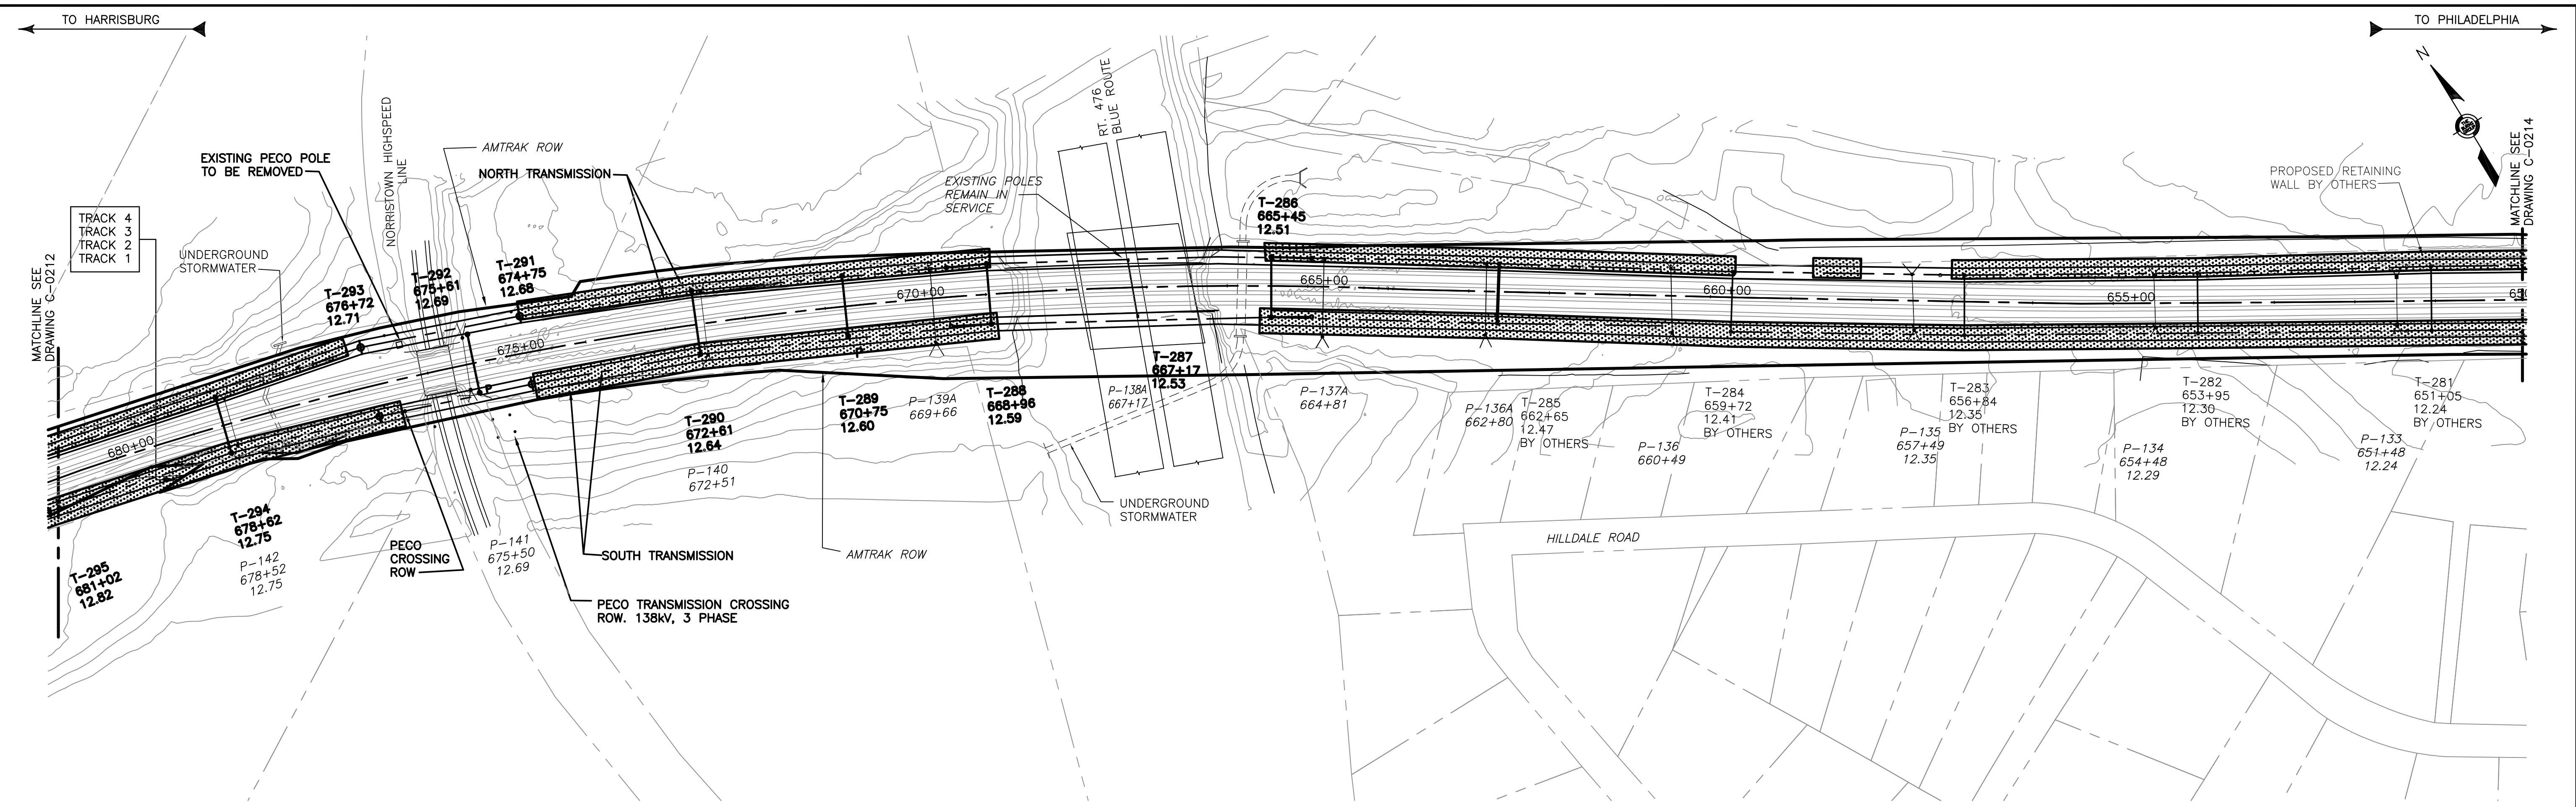 TO HARRISBURG
TO PHILADELPHIA
N
MATCHLINE SEE
DRAWING C-0212
TRACK 4
TRACK 3
TRACK 2
TRACK 1
UNDERGROUND
STORMWATER
EXISTING PECO POLE
TO BE REMOVED
NORRISTOWN HIGHSPEED
LINE
AMTRAK ROW
NORTH TRANSMISSION
EXISTING POLES
REMAIN IN
SERVICE
RT. 476
BLUE ROUTE
T-286
665+45
12.51
PROPOSED RETAINING
WALL BY OTHERS
MATCHLINE SEE
DRAWING C-0214
T-293
676+72
12.71
T-292
675+61
12.69
T-291
674+75
12.68
680+00
675+00
670+00
665+00
660+00
655+00
T-295
681+02
12.82
T-294
678+62
12.75
P-142
678+52
12.75
PECO
CROSSING
ROW
P
P-141
675+50
12.69
SOUTH TRANSMISSION
PECO TRANSMISSION CROSSING
ROW. 138kV, 3 PHASE
T-290
672+61
12.64
P-140
672+51
AMTRAK ROW
T-289
670+75
12.60
P-139A
669+66
T-288
668+96
12.59
P-138A
667+17
T-287
667+17
12.53
UNDERGROUND
STORMWATER
P-137A
664+81
P-136A
662+80
T-285
662+65
12.47
BY OTHERS
P-136
660+49
T-284
659+72
12.41
BY OTHERS
P-135
657+49
12.35
T-283
656+84
12.35
BY OTHERS
P-134
654+48
12.29
T-282
653+95
12.30
BY OTHERS
P-133
651+48
12.24
T-281
651+05
12.24
BY OTHERS
HILLDALE ROAD